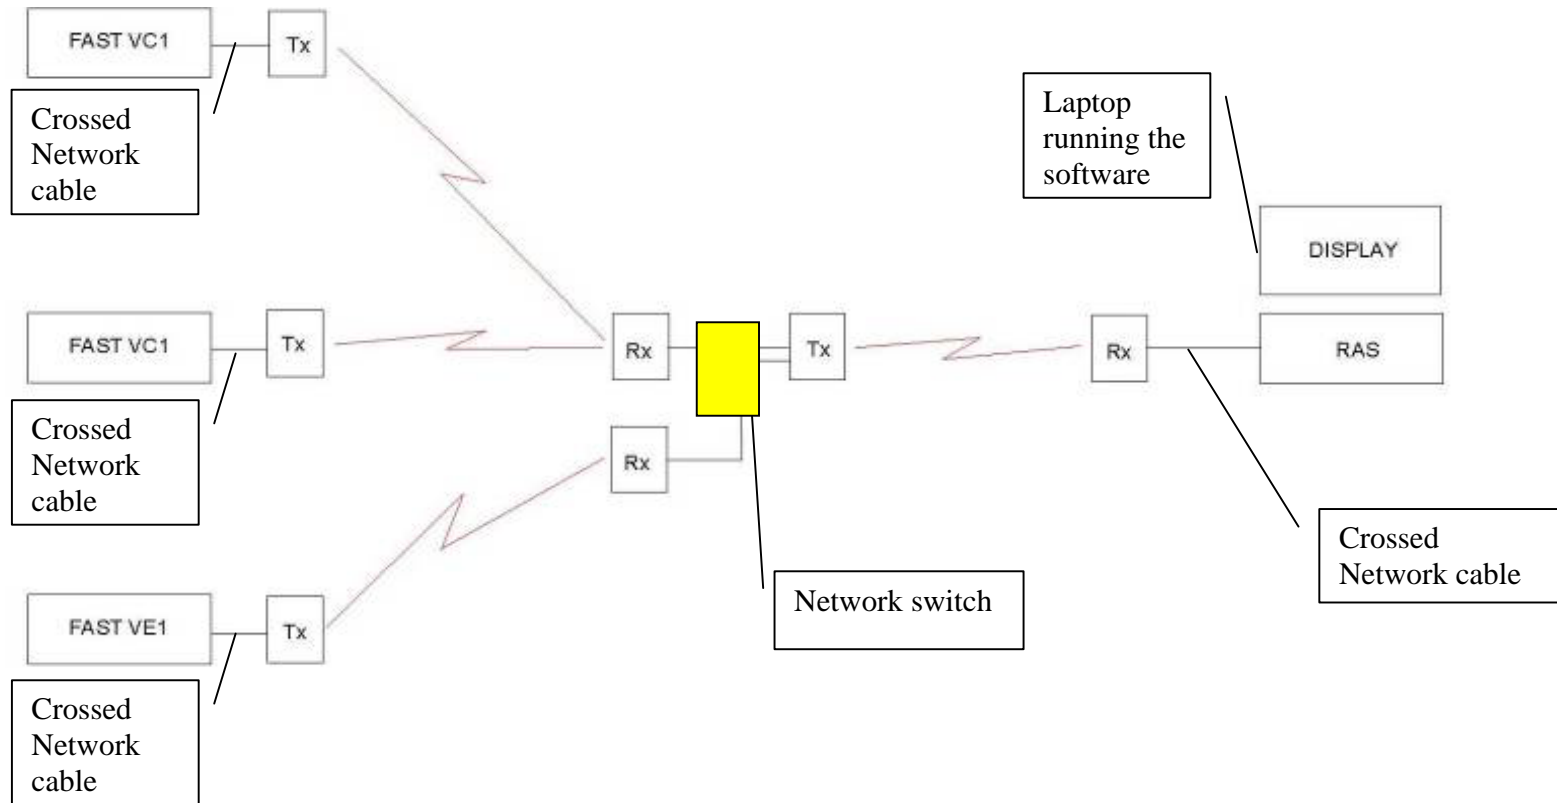 FAST VC1
Tx
Crossed
Network
cable
Laptop
running the
software
DISPLAY
FAST VC1
Tx
Rx
Tx
Rx
RAS
Crossed
Network
cable
Rx
Crossed
Network cable
Network switch
FAST VE1
Tx
Crossed
Network
cable